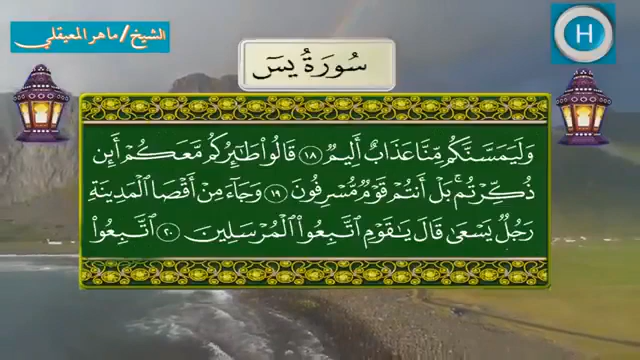 الشيخ/ماهر المعيقلي
H
سُورَةُ يسٓ
وَلَيَمَسَّنَّكُم مِّنَّا عَذَابٌ أَلِيمٌ ١٨ قَالُوا۟ طَٰٓئِرُكُم مَّعَكُمْ أَئِن
ذُكِّرْتُم بَلْ أَنتُمْ قَوْمٌ مُّسْرِفُونَ ١٩ وَجَآءَ مِنْ أَقْصَا ٱلْمَدِينَةِ
رَجُلٌ يَسْعَىٰ قَالَ يَٰقَوْمِ ٱتَّبِعُوا۟ ٱلْمُرْسَلِينَ ٢٠ ٱتَّبِعُوا۟